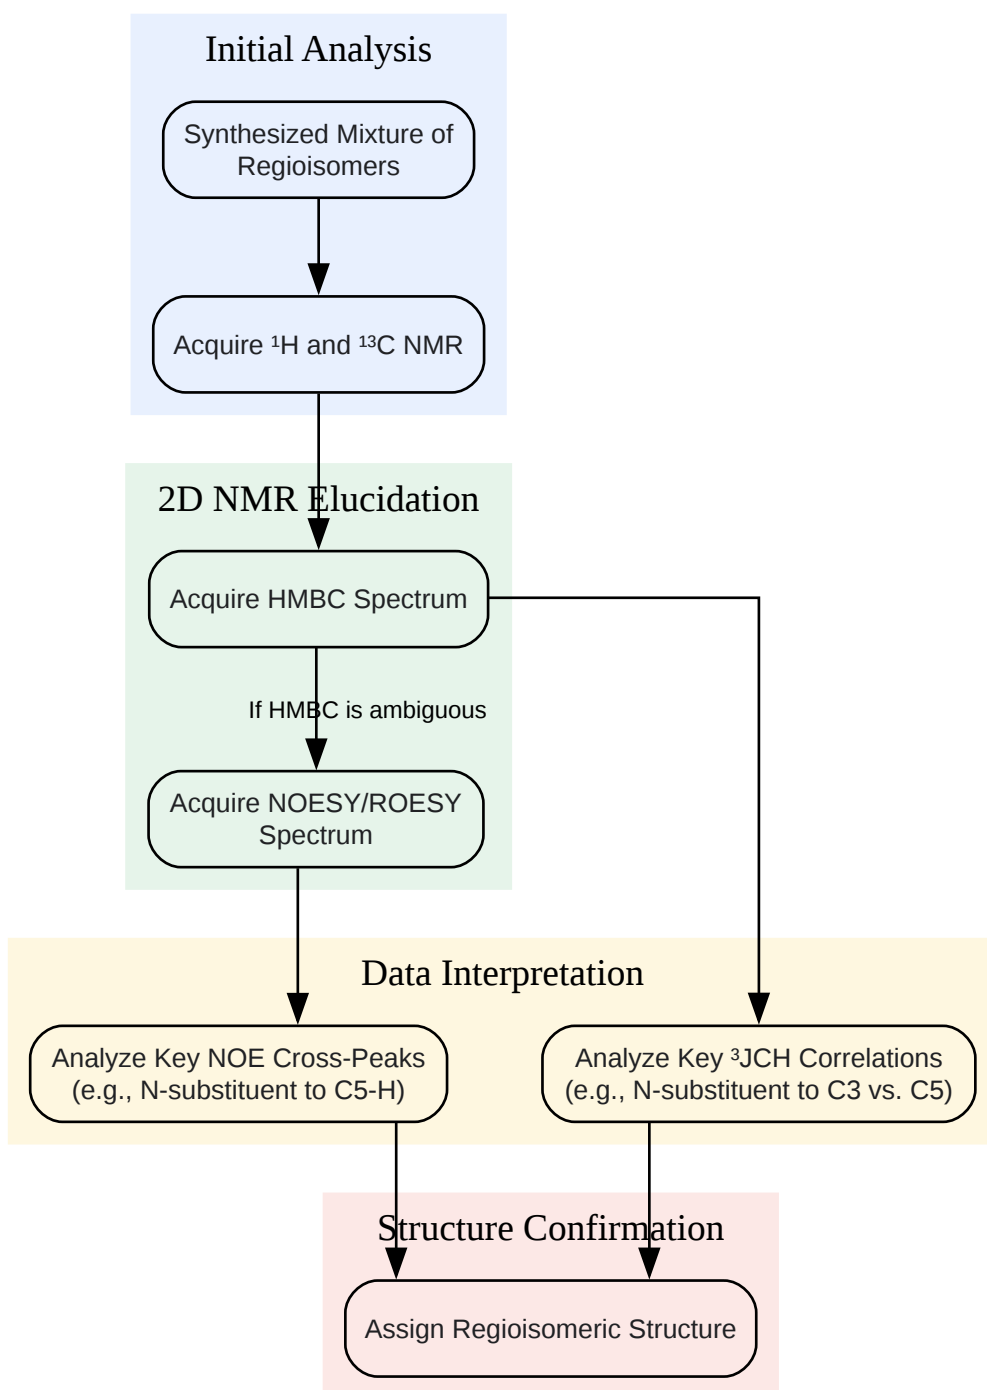 Initial Analysis
Synthesized Mixture of
Regioisomers
Acquire ¹H and ¹³C NMR
2D NMR Elucidation
Acquire HMBC Spectrum
If HMBC is ambiguous
Acquire NOESY/ROESY
Spectrum
Data Interpretation
Analyze Key NOE Cross-Peaks
(e.g., N-substituent to C5-H)
Analyze Key ³JCH Correlations
(e.g., N-substituent to C3 vs. C5)
Structure Confirmation
Assign Regioisomeric Structure